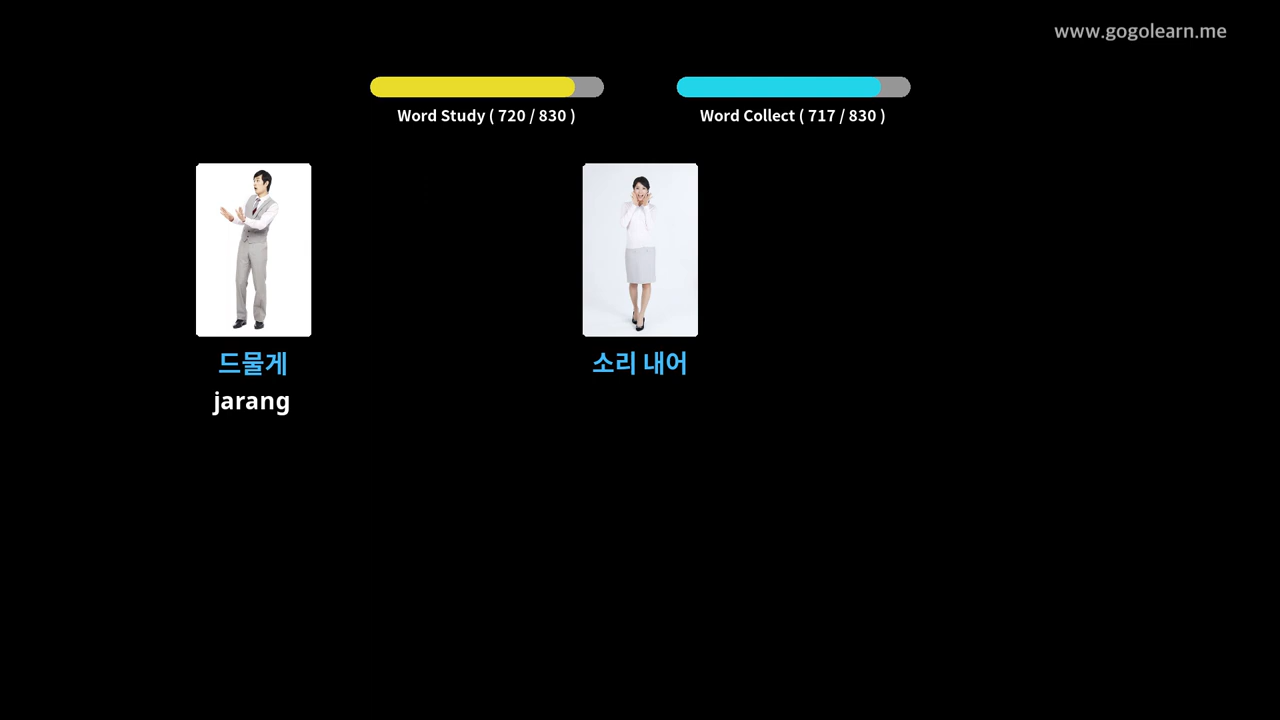 www.gogolearn.me
Word Study ( 720 / 830 )
Word Collect ( 717 / 830 )
드물게
jarang
소리 내어